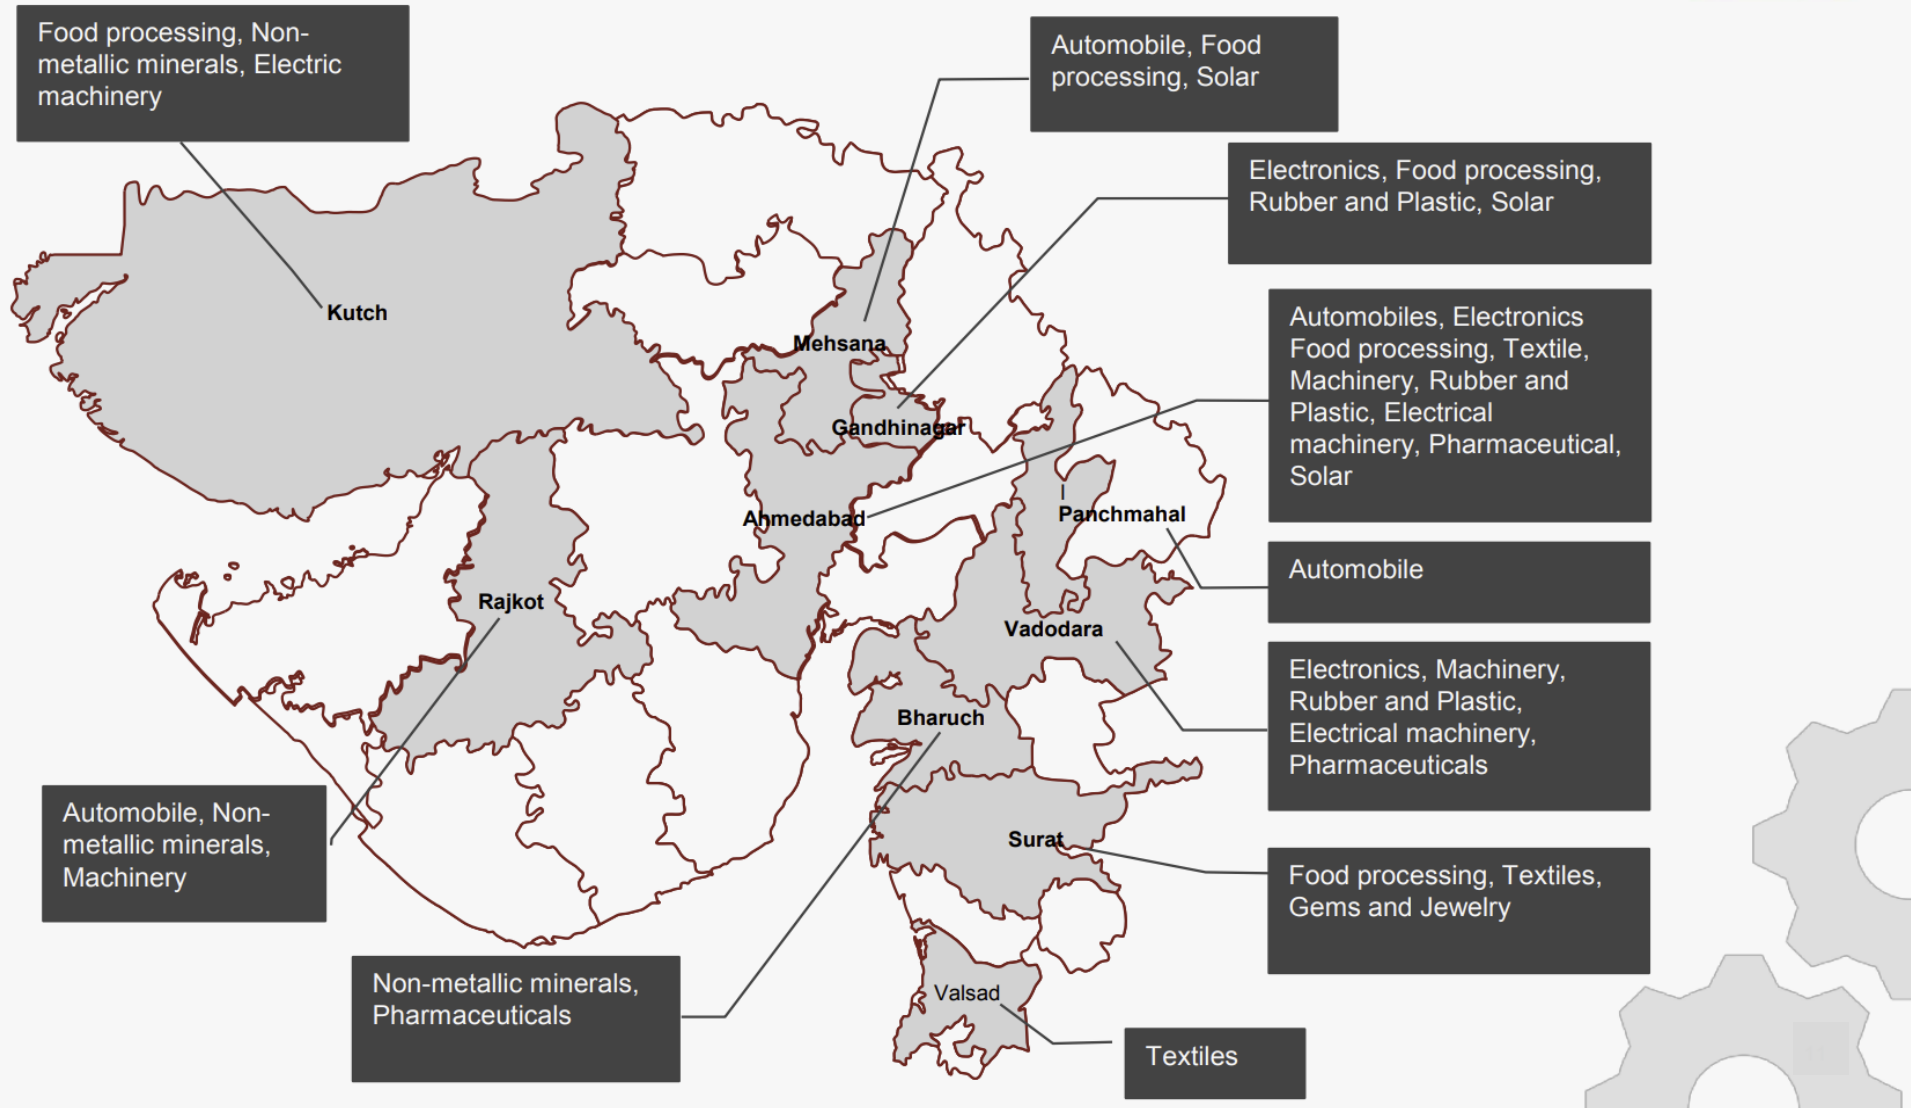 Food processing, Non-
metallic minerals, Electric
machinery
Automobile, Food
processing, Solar
Electronics, Food processing,
Rubber and Plastic, Solar
Kutch
Mehsana
Automobiles, Electronics
Food processing, Textile,
Machinery, Rubber and
Plastic, Electrical
machinery, Pharmaceutical,
Solar
Gandhinagar
Ahmedabad
Panchmahal
Automobile
Rajkot
Vadodara
Electronics, Machinery,
Rubber and Plastic,
Electrical machinery,
Pharmaceuticals
Bharuch
Automobile, Non-
metallic minerals,
Machinery
Surat
Food processing, Textiles,
Gems and Jewelry
Non-metallic minerals,
Pharmaceuticals
Valsad
Textiles